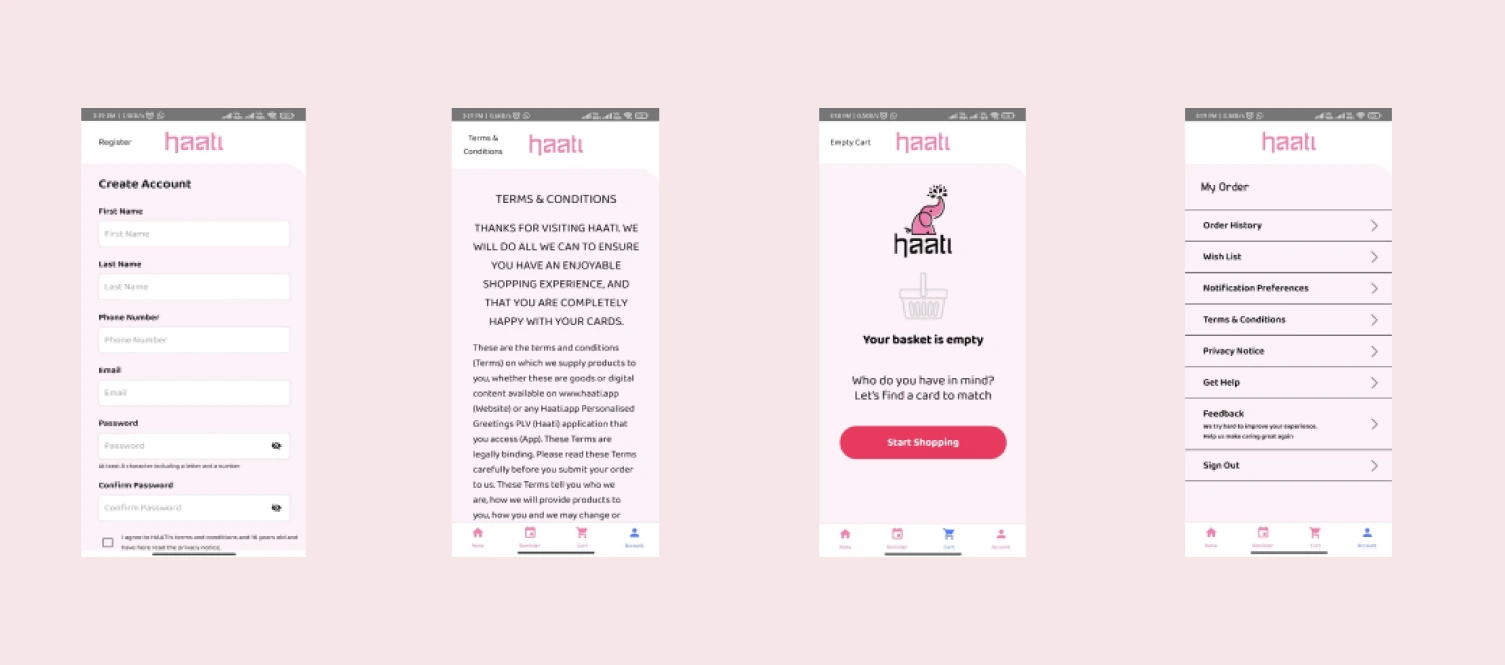 Register
haati
Create Account
First Name
First Name
Last Name
Last Name
Phone Number
Phone Number
Email
Email
Password
Password
At least 8 character including a letter and a number
Confirm Password
Confirm Password
I agree to HAATI's terms and conditions and 16 years old and
have here read the privacy notice.
Terms &
Conditions
haati
TERMS & CONDITIONS
THANKS FOR VISITING HAATI. WE
WILL DO ALL WE CAN TO ENSURE
YOU HAVE AN ENJOYABLE
SHOPPING EXPERIENCE, AND
THAT YOU ARE COMPLETELY
HAPPY WITH YOUR CARDS.
These are the terms and conditions
(Terms) on which we supply products to
you, whether these are goods or digital
content available on www.haati.app
(Website) or any Haati.app Personalised
Greetings PLV (Haati) application that
you access (App). These Terms are
legally binding. Please read these Terms
carefully before you submit your order
to us. These Terms tell you who we
are, how we will provide products to
you, how you and we may change or
Home Reminder Cart Account
Empty Cart
haati
haati
Your basket is empty
Who do you have in mind?
Let's find a card to match
Start Shopping
Home Reminder Cart Account
haati
My Order
Order History
Wish List
Notification Preferences
Terms & Conditions
Privacy Notice
Get Help
Feedback
We try hard to improve your experience.
Help us make caring great again
Sign Out
Home Reminder Cart Account